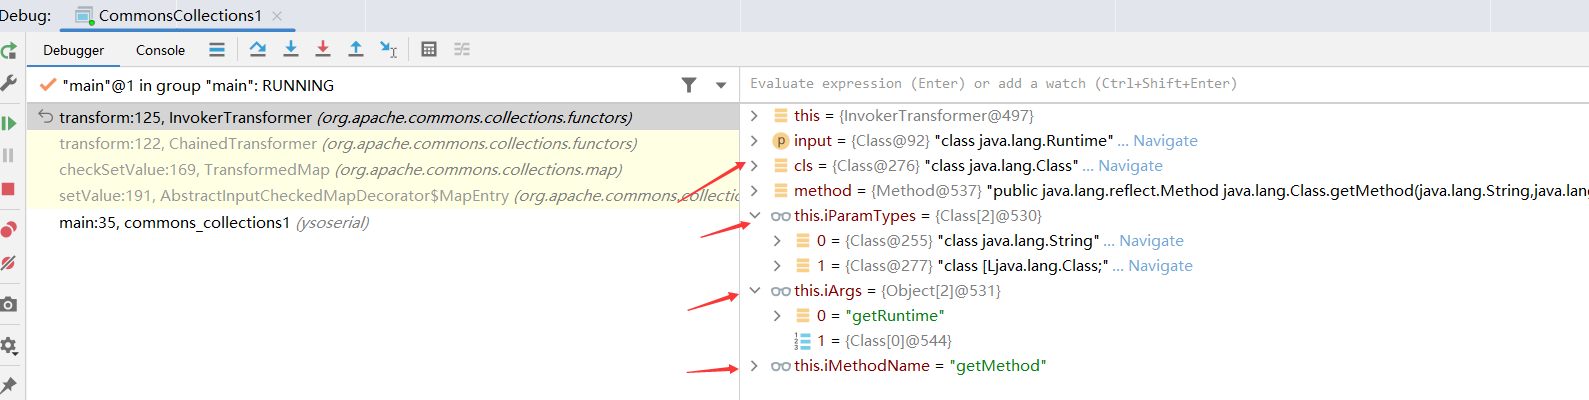 Debug: CommonsCollections1 ×
Debugger Console
"main"@1 in group "main": RUNNING
transform:125, InvokerTransformer (org.apache.commons.collections.functors)
transform:122, ChainedTransformer (org.apache.commons.collections.functors)
checkSetValue:169, TransformedMap (org.apache.commons.collections.map)
setValue:191, AbstractInputCheckedMapDecorator$MapEntry (org.apache.commons.collectio
main:35, commons_collections1 (ysoserial)
Evaluate expression (Enter) or add a watch (Ctrl+Shift+Enter)
this = {InvokerTransformer@497}
input = {Class@92} "class java.lang.Runtime" ... Navigate
cls = {Class@276} "class java.lang.Class" ... Navigate
method = {Method@537} "public java.lang.reflect.Method java.lang.Class.getMethod(java.lang.String,java.lang
this.iParamTypes = {Class[2]@530}
0 = {Class@255} "class java.lang.String" ... Navigate
1 = {Class@277} "class [Ljava.lang.Class;" ... Navigate
this.iArgs = {Object[2]@531}
0 = "getRuntime"
1 = {Class[0]@544}
this.iMethodName = "getMethod"